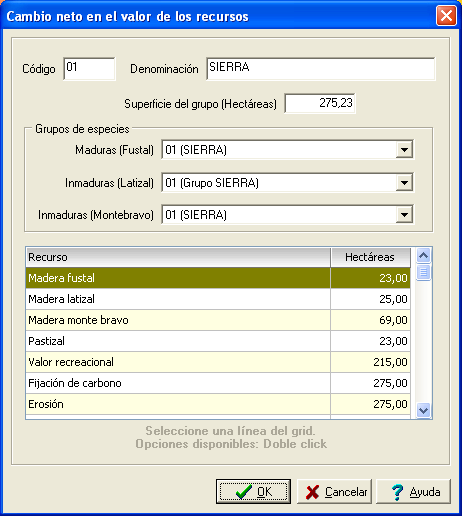 Cambio neto en el valor de los recursos
Código 01 Denominación SIERRA
Superficie del grupo (Hectáreas) 275,23
Grupos de especies
Maduras (Fustal) 01 (SIERRA)
Inmaduras (Latizal) 01 (Grupo SIERRA)
Inmaduras (Montebravo) 01 (SIERRA)
Recurso Hectáreas
Madera fustal 23,00
Madera latizal 25,00
Madera monte bravo 69,00
Pastizal 23,00
Valor recreacional 215,00
Fijación de carbono 275,00
Erosión 275,00
Seleccione una línea del grid.
Opciones disponibles: Doble click
OK Cancelar Ayuda